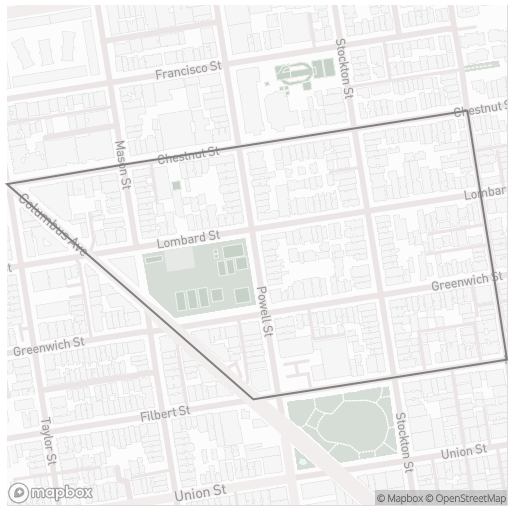 Francisco St
Stockton St
Chestnut S
Mason St
Chestnut St
Columbus Ave
Lombar
Lombard St
Powell St
Greenwich St
Greenwich St
Taylor St
Filbert St
Stockton St
Union St
Union St
mapbox
© Mapbox © OpenStreetMap